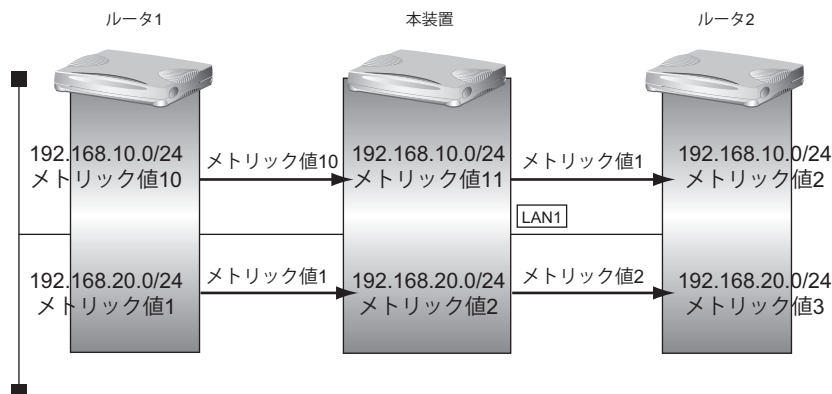 ルータ1
本装置
ルータ2
192.168.10.0/24
メトリック値10
メトリック値10
192.168.10.0/24
メトリック値11
メトリック値1
192.168.10.0/24
メトリック値2
LAN1
192.168.20.0/24
メトリック値1
メトリック値1
192.168.20.0/24
メトリック値2
メトリック値2
192.168.20.0/24
メトリック値3